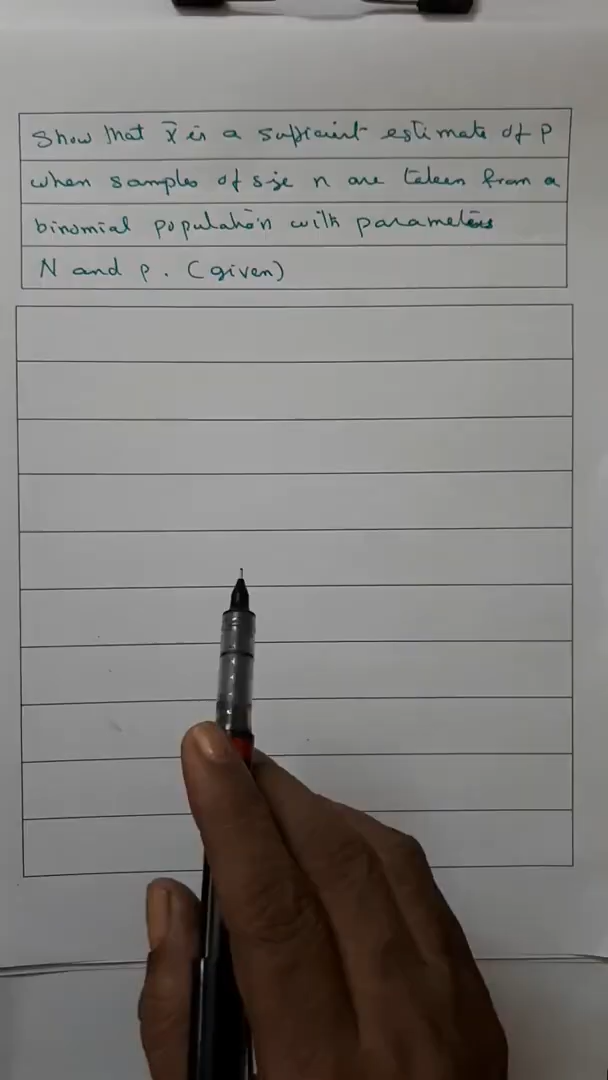 Show that x̄ is a sufficient estimate of p
when samples of size n are taken from a
binomial population with parameters
N and p. (given)